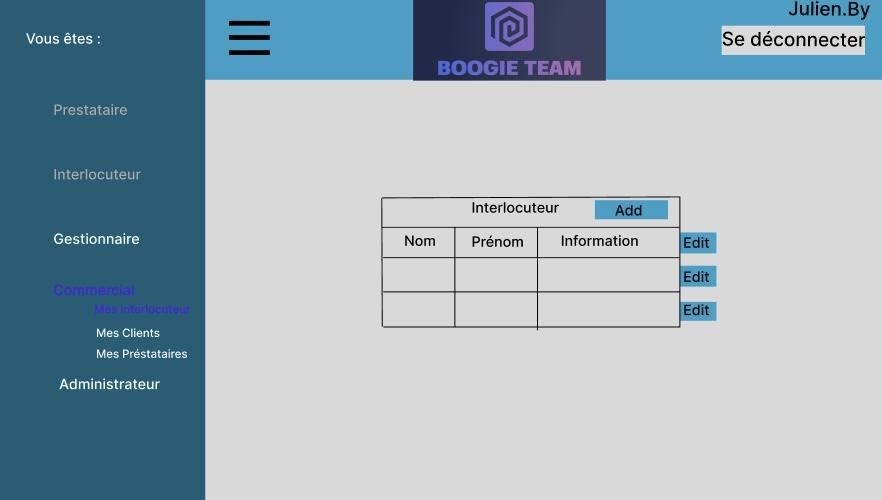 Vous êtes :
Prestataire
Interlocuteur
Gestionnaire
Commercial
Mes Interlocuteur
Mes Clients
Mes Préstataires
Administrateur
BOOGIE TEAM
Julien.By
Se déconnecter
Interlocuteur Add
Nom Prénom Information Edit
Edit
Edit